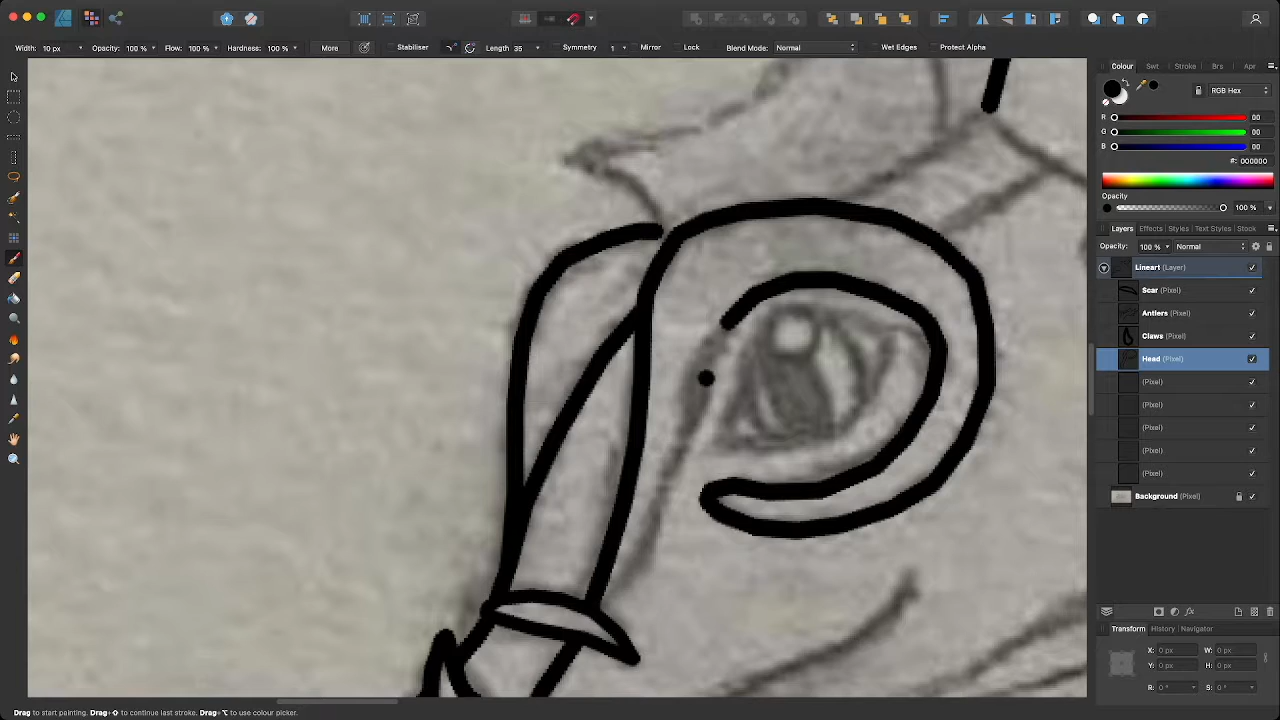 Width: 10 px Opacity: 100 % Flow: 100 % Hardness: 100 % More Stabiliser Length 35 Symmetry 1 Mirror Lock Blend Mode: Normal Wet Edges Protect Alpha
Colour Swt Stroke Brs Apr
RGB Hex
R 00
G 00
B 00
#: 000000
Opacity
100 %
Layers Effects Styles Text Styles Stock
Opacity: 100 % Normal
Lineart (Layer)
Scar (Pixel)
Antlers (Pixel)
Claws (Pixel)
Head (Pixel)
(Pixel)
(Pixel)
(Pixel)
(Pixel)
(Pixel)
Background (Pixel)
Transform History Navigator
X: 0 px W: 0 px
Y: 0 px H: 0 px
R: 0 ° S: 0 °
Drag to start painting. Drag+⇧ to continue last stroke. Drag+⌥ to use colour picker.